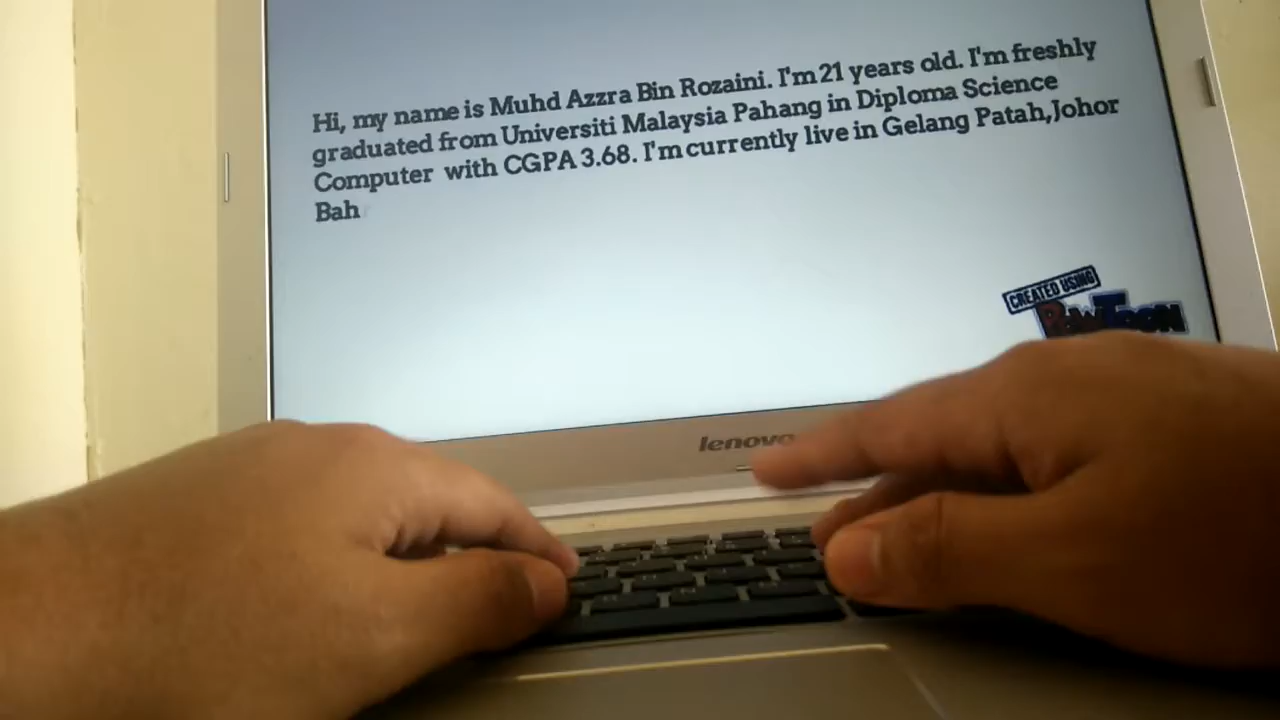 Hi, my name is Muhd Azzra Bin Rozaini. I'm 21 years old. I'm freshly
graduated from Universiti Malaysia Pahang in Diploma Science
Computer with CGPA 3.68. I'm currently live in Gelang Patah,Johor
Bah
CREATED USING
PowToon
lenovo